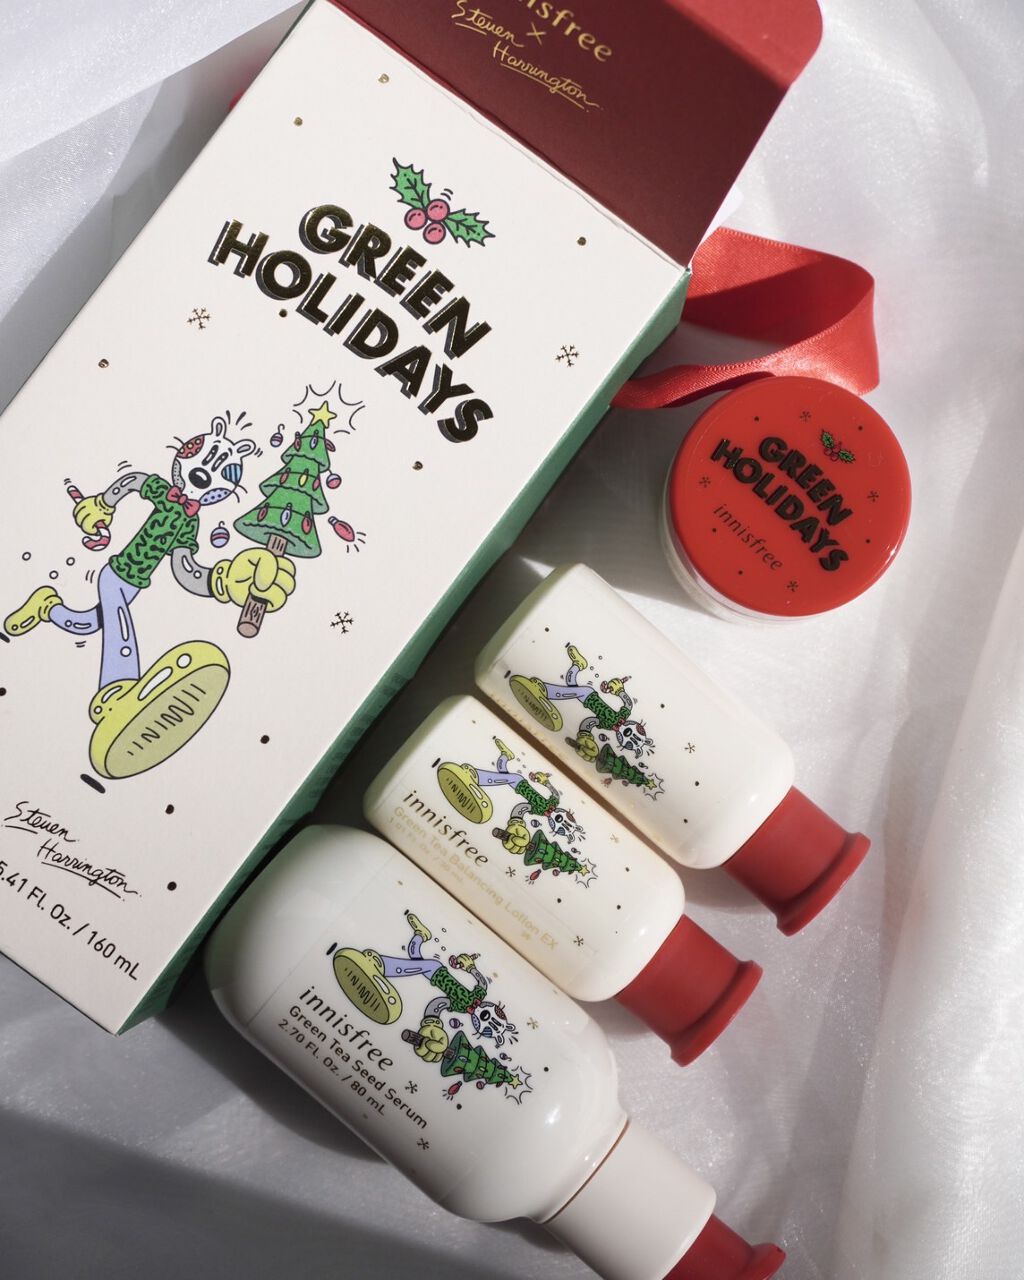 innisfree
×
Steven
Harrington
GREEN
HOLIDAYS
Steven
Harrington
5.41 Fl. Oz. / 160 mL
GREEN
HOLIDAYS
innisfree
innisfree
Green Tea Balancing Lotion EX
innisfree
Green Tea Seed Serum
2.70 Fl. Oz. / 80 mL